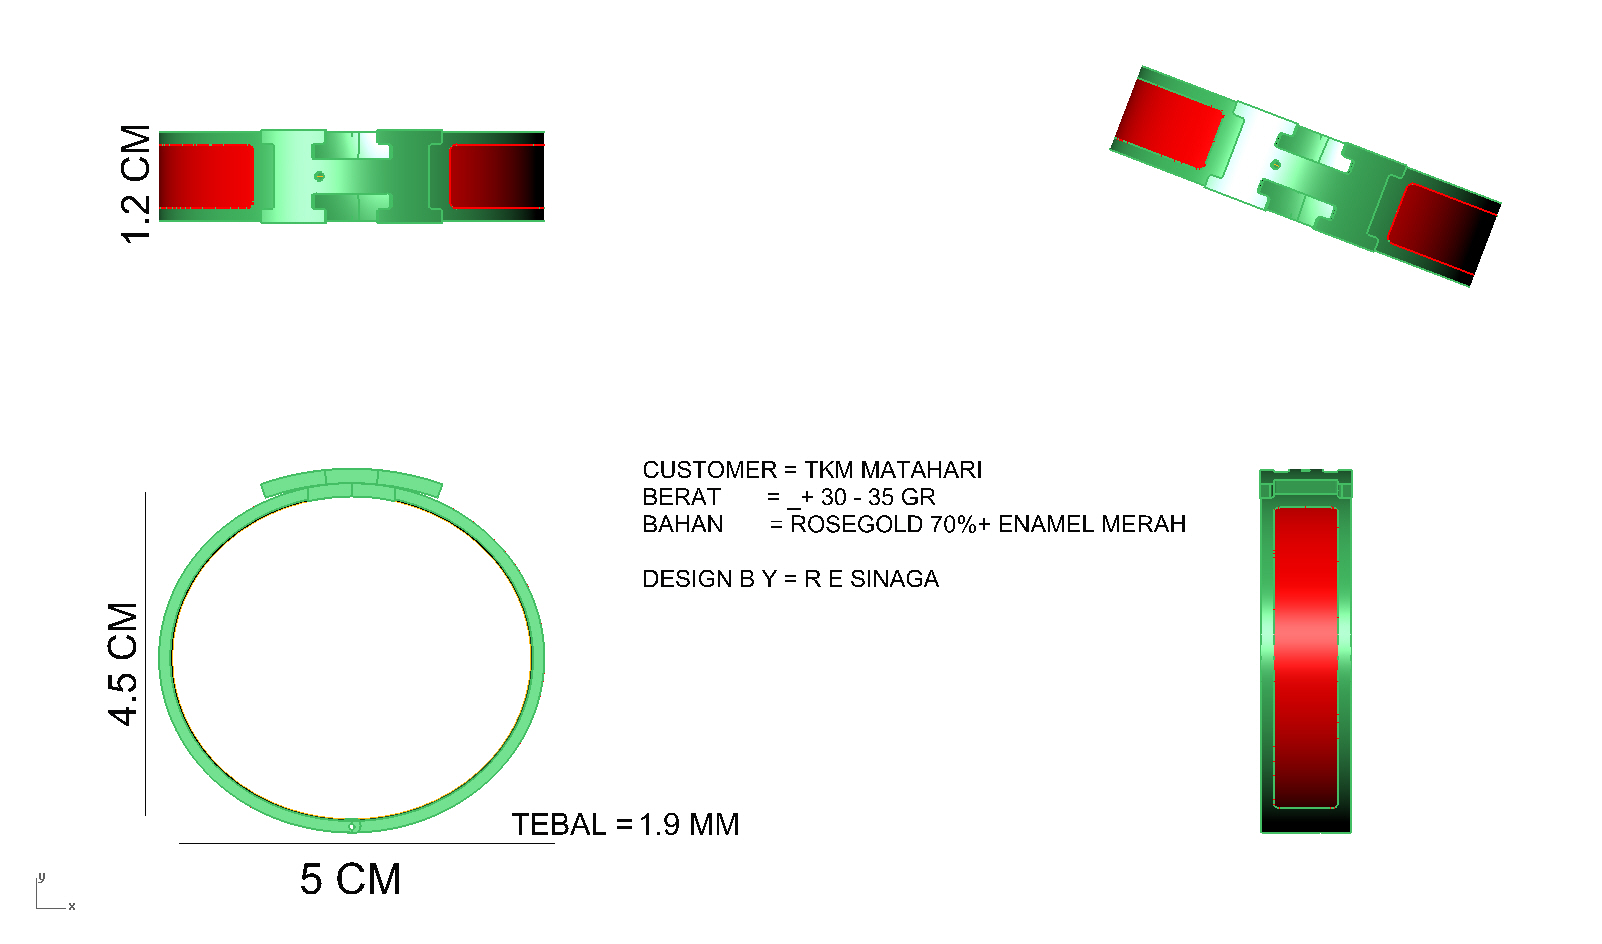 1.2 CM
CUSTOMER = TKM MATAHARI
BERAT = _+ 30 - 35 GR
BAHAN = ROSEGOLD 70%+ ENAMEL MERAH
DESIGN B Y = R E SINAGA
4.5 CM
TEBAL = 1.9 MM
5 CM
y
x